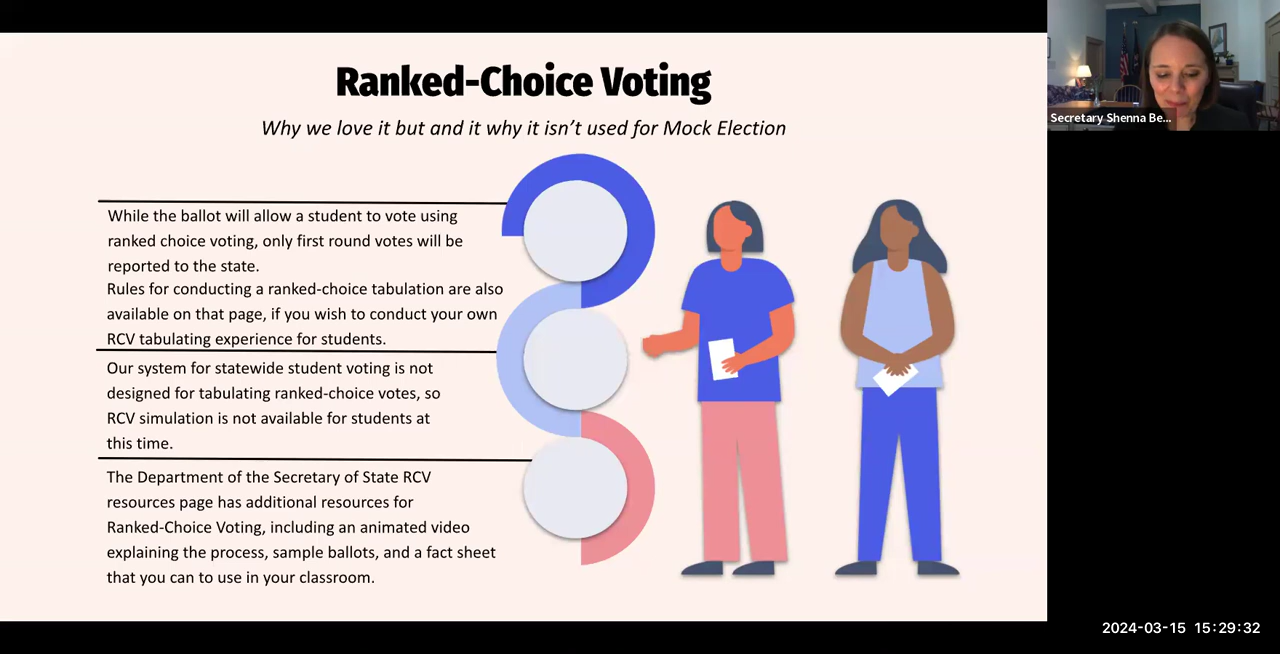 Ranked-Choice Voting
Why we love it but and it why it isn't used for Mock Election
While the ballot will allow a student to vote using
ranked choice voting, only first round votes will be
reported to the state.
Rules for conducting a ranked-choice tabulation are also
available on that page, if you wish to conduct your own
RCV tabulating experience for students.
Our system for statewide student voting is not
designed for tabulating ranked-choice votes, so
RCV simulation is not available for students at
this time.
The Department of the Secretary of State RCV
resources page has additional resources for
Ranked-Choice Voting, including an animated video
explaining the process, sample ballots, and a fact sheet
that you can to use in your classroom.
Secretary Shenna Be...
2024-03-15 15:29:32